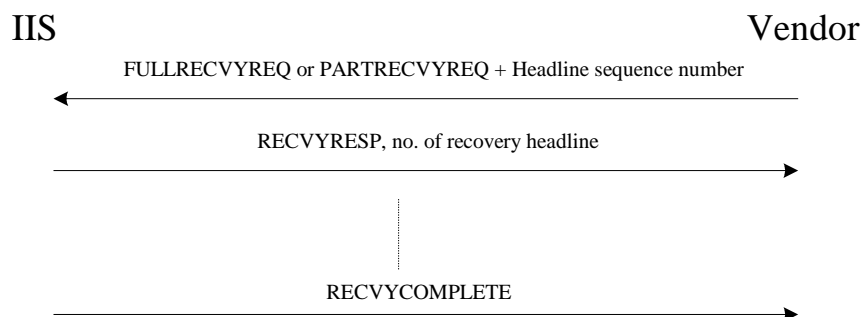 IIS
Vendor
FULLRECVYREQ or PARTRECVYREQ + Headline sequence number
RECVYRESP, no. of recovery headline
RECVYCOMPLETE